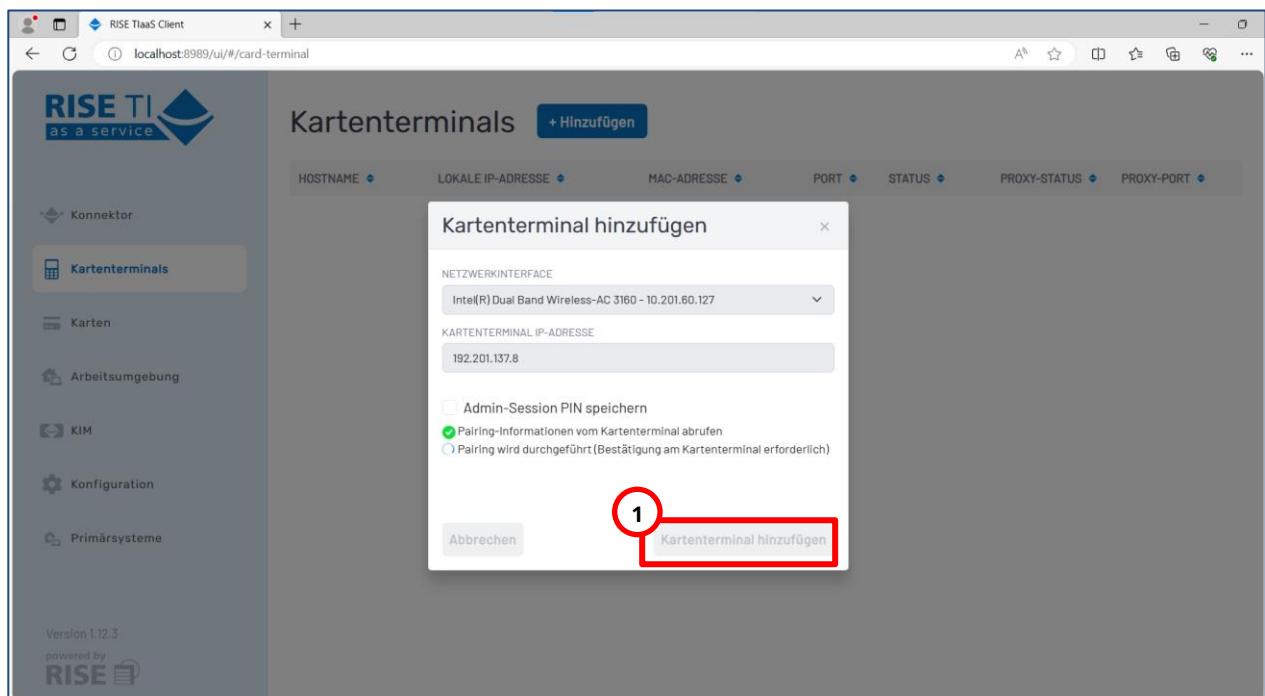 RISE TIaaS Client
localhost:8989/ui/#/card-terminal
RISE TI
as a service
Kartenterminals
+ Hinzufügen
HOSTNAME
LOKALE IP-ADRESSE
MAC-ADRESSE
PORT
STATUS
PROXY-STATUS
PROXY-PORT
Konnektor
Kartenterminals
Karten
Arbeitsumgebung
KIM
Konfiguration
Primärsysteme
Version 1.12.3
powered by
RISE
Kartenterminal hinzufügen
NETZWERKINTERFACE
Intel(R) Dual Band Wireless-AC 3160 - 10.201.60.127
KARTENTERMINAL IP-ADRESSE
192.201.137.8
Admin-Session PIN speichern
Pairing-Informationen vom Kartenterminal abrufen
Pairing wird durchgeführt (Bestätigung am Kartenterminal erforderlich)
1
Abbrechen
Kartenterminal hinzufügen